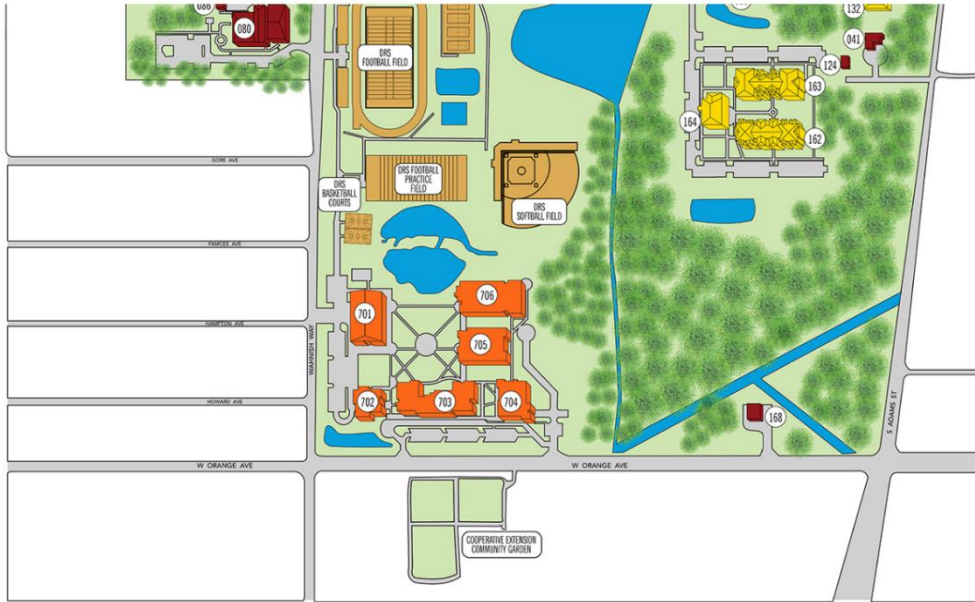 086
080
132
041
124
163
164
162
DRS
FOOTBALL FIELD
GORE AVE
DRS
BASKETBALL
COURTS
DRS FOOTBALL
PRACTICE
FIELD
DRS
SOFTBALL FIELD
FAMCEE AVE
706
701
HAMPTON AVE
WAHNISH WAY
705
HOWARD AVE
702
703
704
168
S ADAMS ST
W ORANGE AVE
W ORANGE AVE
COOPERATIVE EXTENSION
COMMUNITY GARDEN